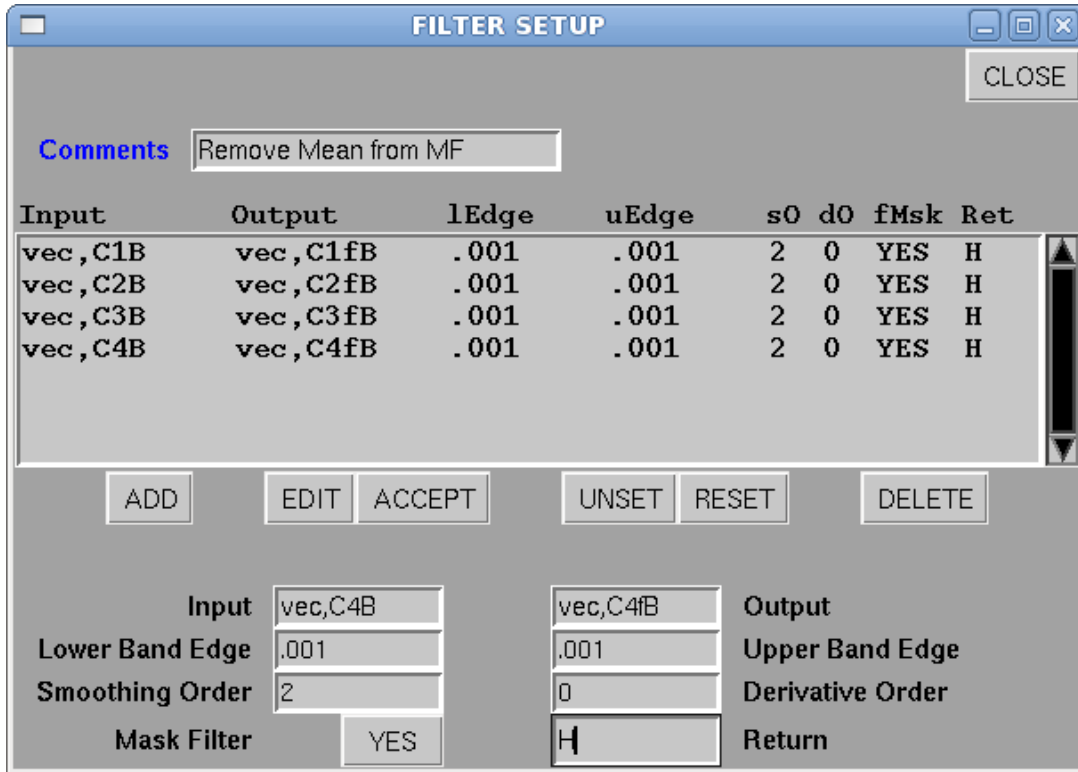 FILTER SETUP
CLOSE
Comments Remove Mean from MF
Input Output lEdge uEdge sO dO fMsk Ret
vec,C1B vec,C1fB .001 .001 2 0 YES H
vec,C2B vec,C2fB .001 .001 2 0 YES H
vec,C3B vec,C3fB .001 .001 2 0 YES H
vec,C4B vec,C4fB .001 .001 2 0 YES H
ADD EDIT ACCEPT UNSET RESET DELETE
Input vec,C4B vec,C4fB Output
Lower Band Edge .001 .001 Upper Band Edge
Smoothing Order 2 0 Derivative Order
Mask Filter YES H Return